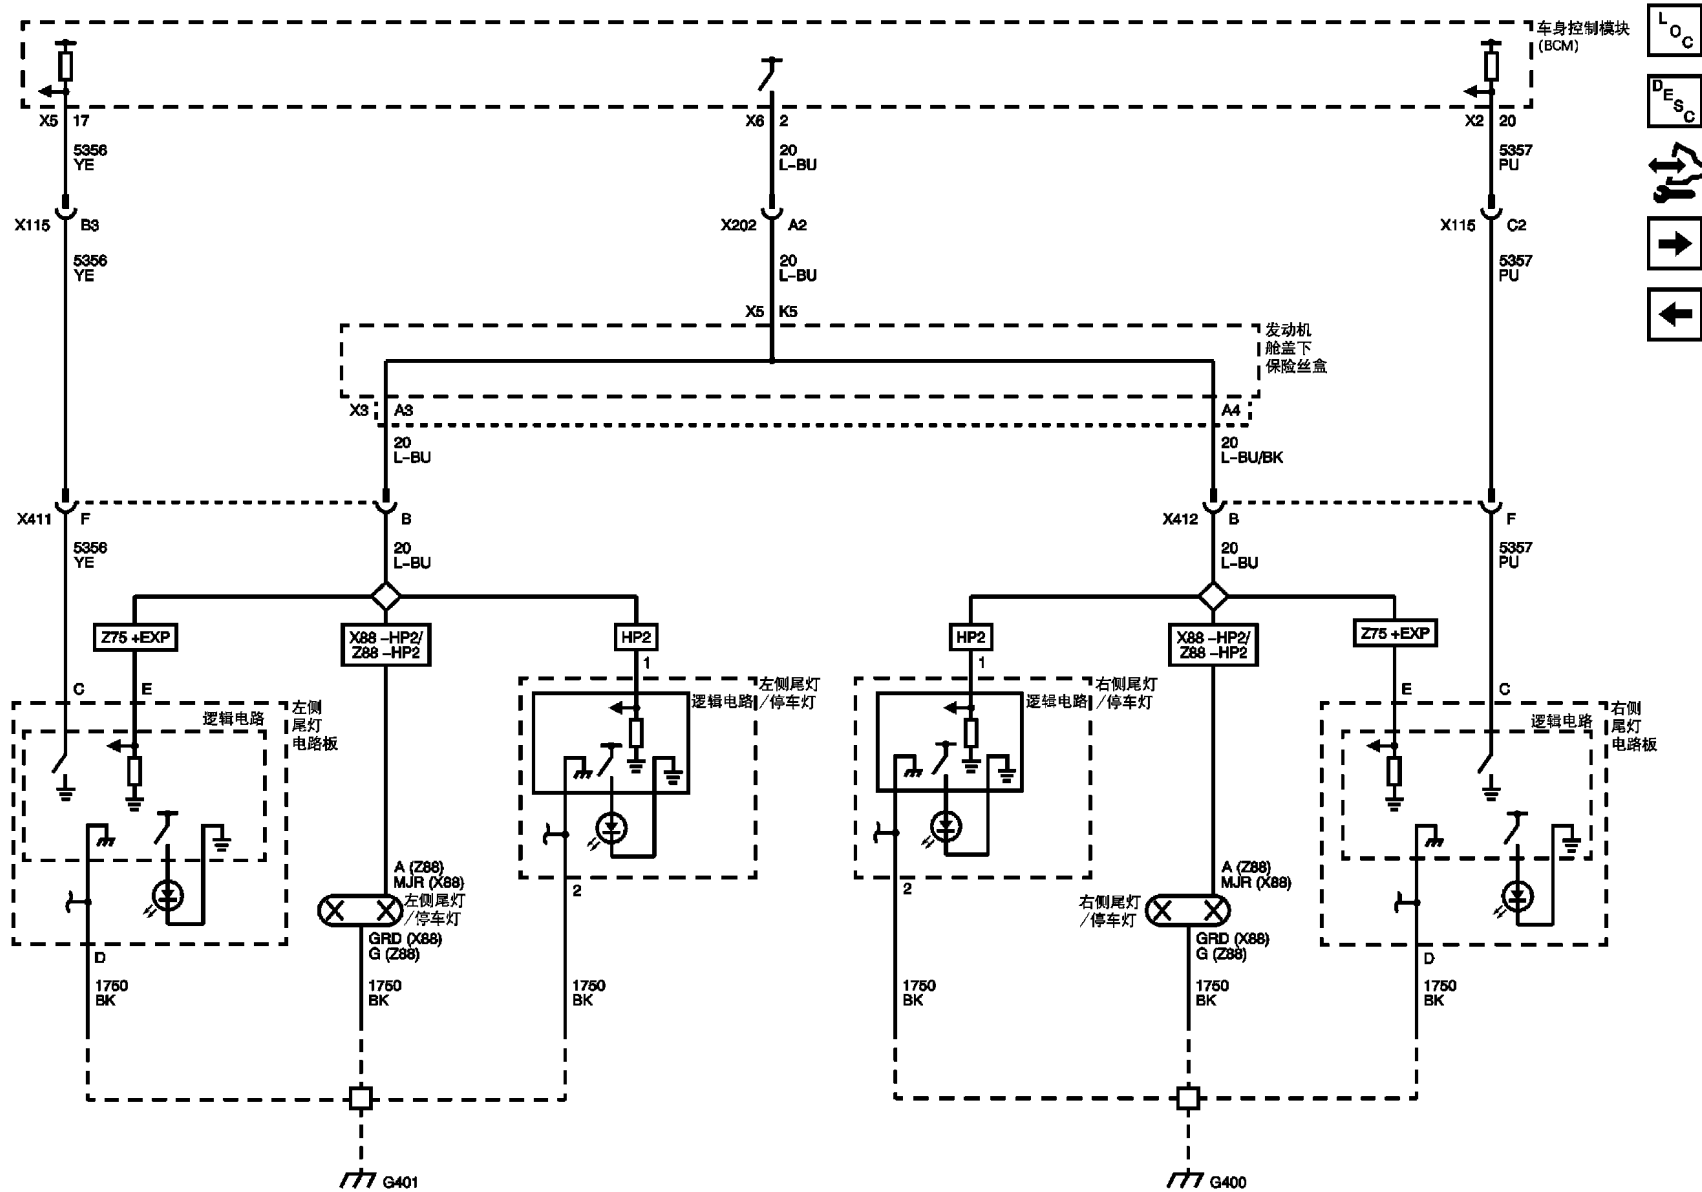 车身控制模块
(BCM)
L
O
C
D
E
S
C
X5 17
X6 2
X2 20
5356
YE
20
L-BU
5357
PU
X115 B3
X202 A2
X115 C2
5356
YE
20
L-BU
5357
PU
X5 K5
发动机
舱盖下
保险丝盒
X3 A3
A4
20
L-BU
20
L-BU/BK
X411 F
B
X412 B
F
5356
YE
20
L-BU
20
L-BU
5357
PU
Z75 +EXP
X88 -HP2/
Z88 -HP2
HP2
HP2
X88 -HP2/
Z88 -HP2
Z75 +EXP
1
1
C
E
E
C
左侧
尾灯
电路板
逻辑电路
左侧尾灯
/停车灯
逻辑电路
右侧尾灯
/停车灯
逻辑电路
右侧
尾灯
电路板
逻辑电路
A (Z88)
MJR (X88)
左侧尾灯
/停车灯
GRD (X88)
G (Z88)
2
2
A (Z88)
MJR (X88)
右侧尾灯
/停车灯
GRD (X88)
G (Z88)
D
D
1750
BK
1750
BK
1750
BK
1750
BK
1750
BK
1750
BK
G401
G400